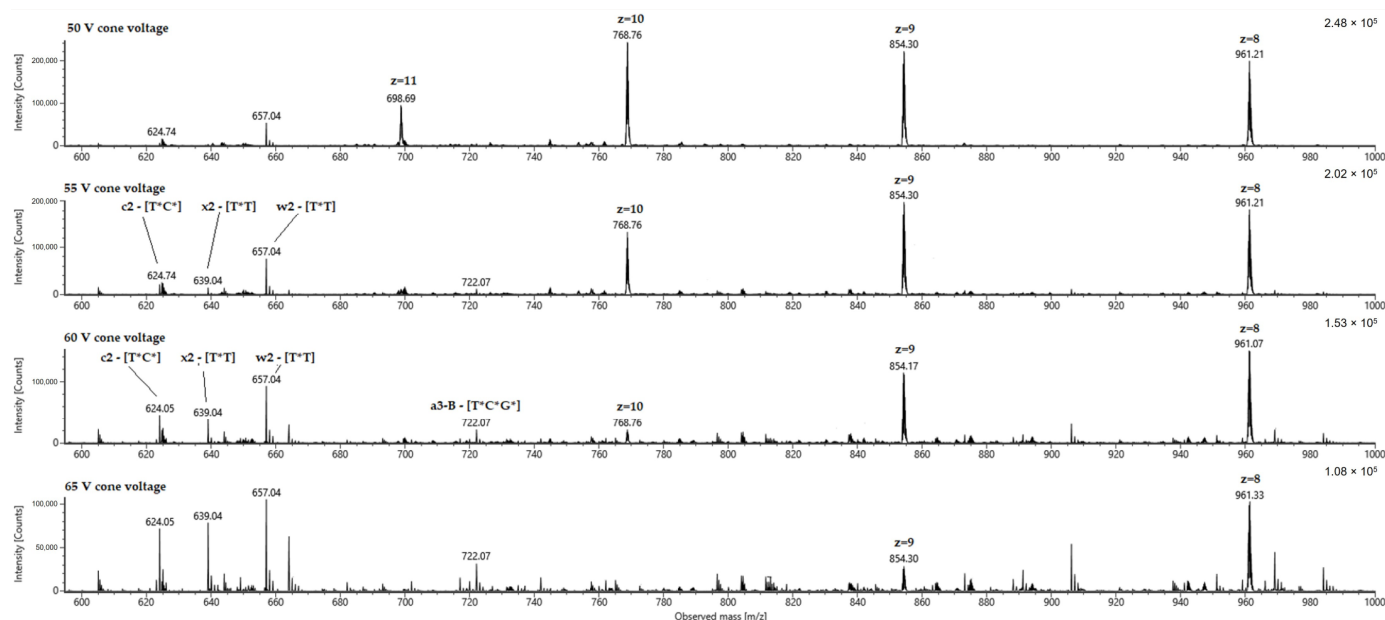 50 V cone voltage
2.48 × 10⁵
z=10
768.76
z=9
854.30
z=8
961.21
z=11
698.69
657.04
624.74
Intensity [Counts]
200,000
100,000
0
600 620 640 660 680 700 720 740 760 780 800 820 840 860 880 900 920 940 960 980 1000
55 V cone voltage
2.02 × 10⁵
c2 - [T*C*] x2 - [T*T] w2 - [T*T]
z=10
768.76
z=9
854.30
z=8
961.21
657.04
624.74
639.04
722.07
Intensity [Counts]
200,000
100,000
0
600 620 640 660 680 700 720 740 760 780 800 820 840 860 880 900 920 940 960 980 1000
60 V cone voltage
1.53 × 10⁵
c2 - [T*C*] x2 - [T*T] w2 - [T*T]
z=9
854.17
z=8
961.07
657.04
624.05
639.04
a3-B - [T*C*G*]
722.07
z=10
768.76
Intensity [Counts]
100,000
0
600 620 640 660 680 700 720 740 760 780 800 820 840 860 880 900 920 940 960 980 1000
65 V cone voltage
1.08 × 10⁵
657.04
624.05
639.04
722.07
z=9
854.30
z=8
961.33
Intensity [Counts]
100,000
50,000
0
600 620 640 660 680 700 720 740 760 780 800 820 840 860 880 900 920 940 960 980 1000
Observed mass [m/z]